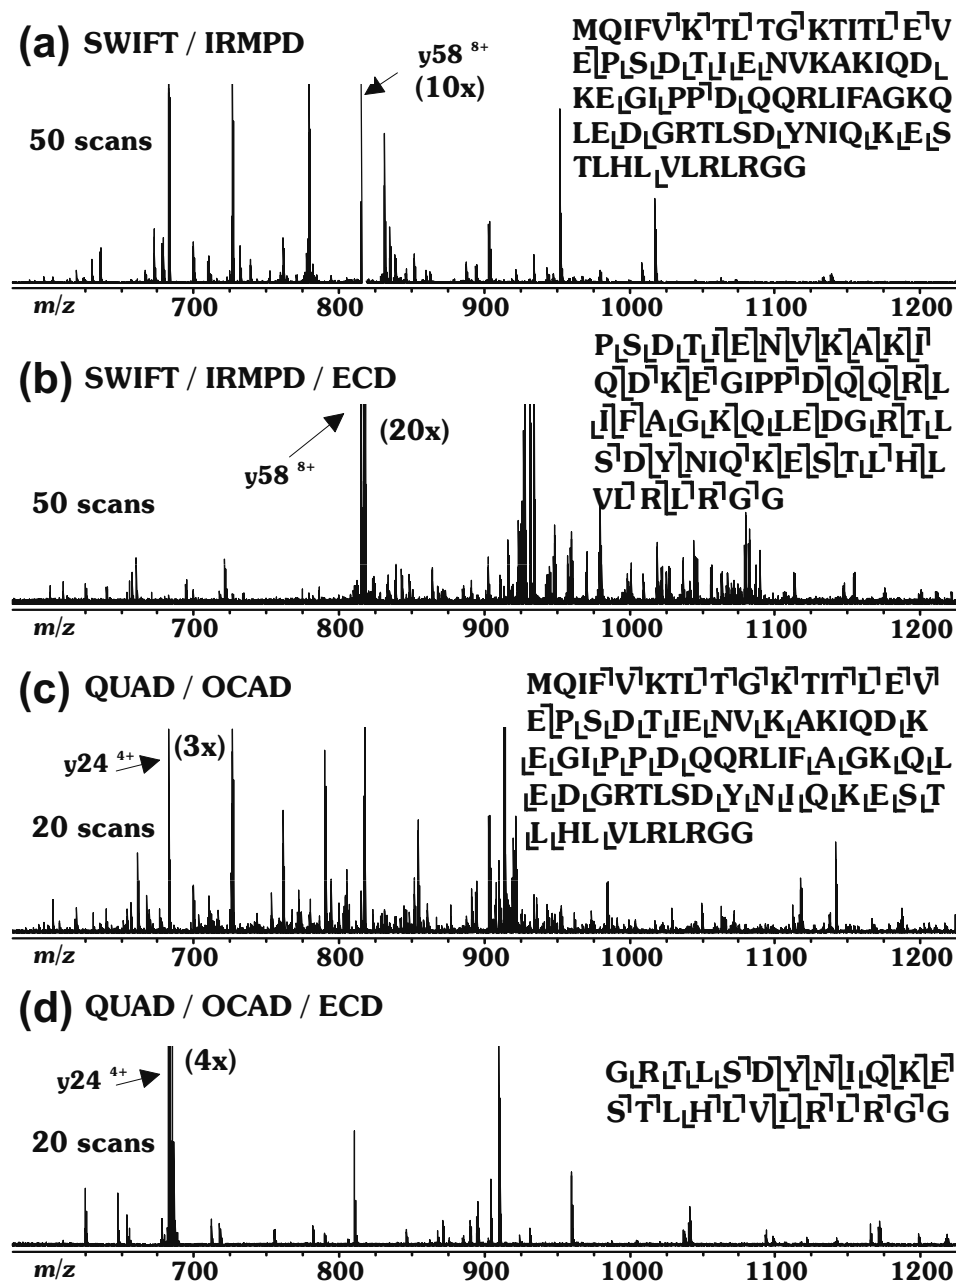 (a) SWIFT / IRMPD
y58 8+
(10x)
50 scans
MQIFVKTLTGKTITLEV
EPSDTIENVKAKIQD
KEGIPPDQQRLIFAGKQ
LEDGRTLSDYNIQKES
TLHLVLRLRGG
m/z 700 800 900 1000 1100 1200
(b) SWIFT / IRMPD / ECD
(20x)
y58 8+
50 scans
PSDTIENVKAKI
QDKEGIPPDQQRL
IFAGKQLEDGRTL
SDYNIQKESTLHL
VLRLRGG
m/z 700 800 900 1000 1100 1200
(c) QUAD / OCAD
(3x)
y24 4+
20 scans
MQIFVKTLTGKTITLEV
EPSDTIENVKAKIQDK
EGIPPDQQRLIFAGKQL
EDGRTLSDYNIQKEST
LHLVLRLRGG
m/z 700 800 900 1000 1100 1200
(d) QUAD / OCAD / ECD
(4x)
y24 4+
20 scans
GRTLSDYNIQKE
STLHLVLRLRGG
m/z 700 800 900 1000 1100 1200